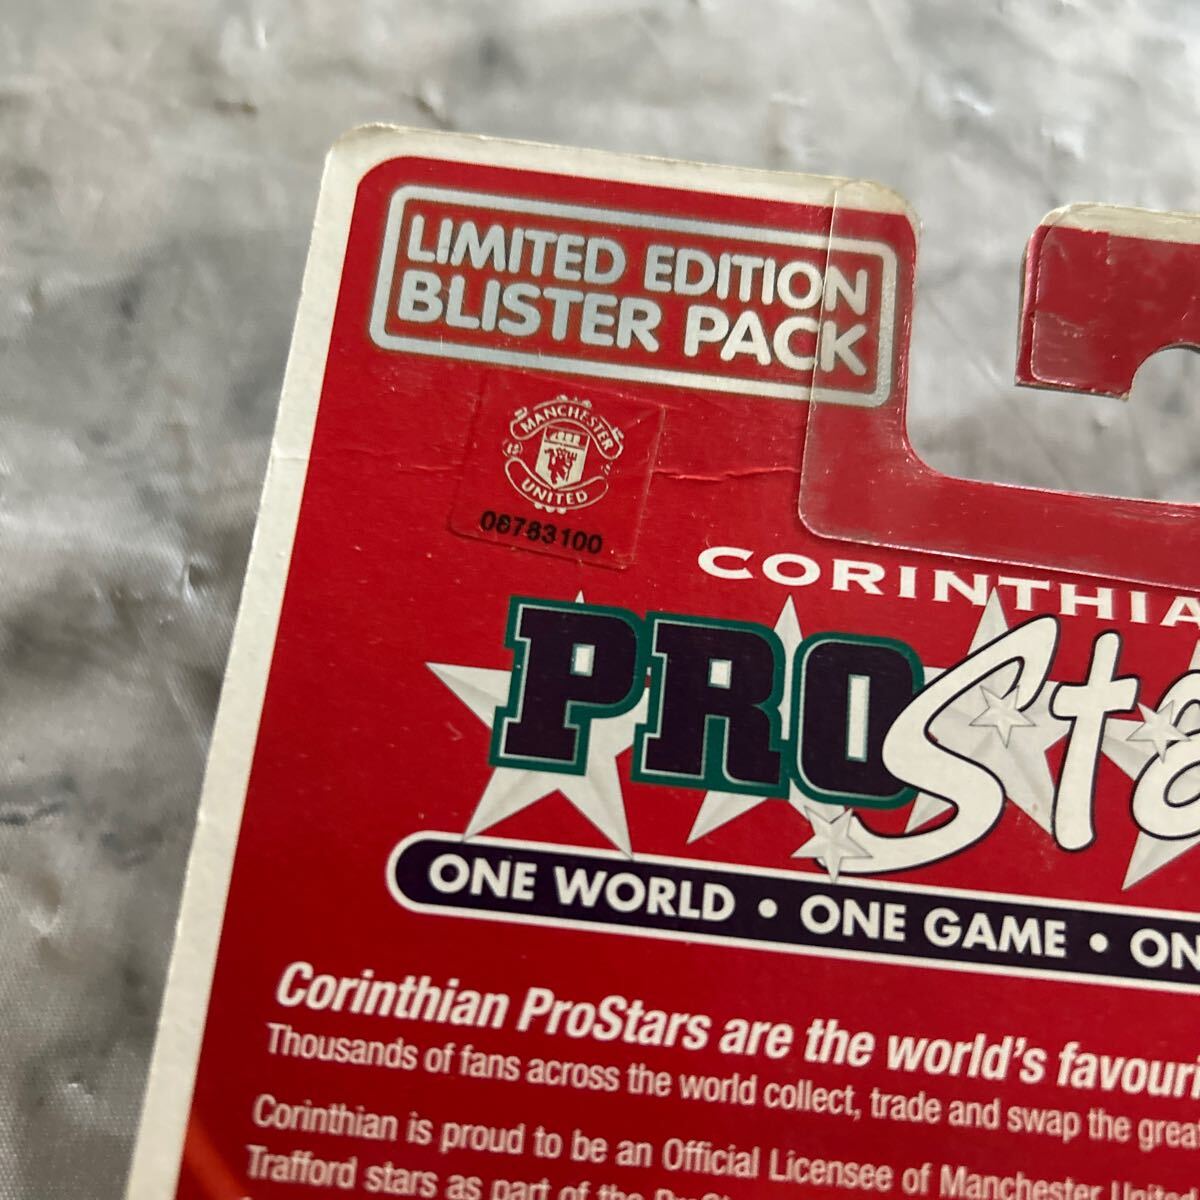 LIMITED EDITION
BLISTER PACK
MANCHESTER
UNITED
06783100
CORINTHIA
PROSta
ONE WORLD • ONE GAME • ON
Corinthian ProStars are the world's favouri
Thousands of fans across the world collect, trade and swap the grea
Corinthian is proud to be an Official Licensee of Manchester United
Trafford stars as part of the